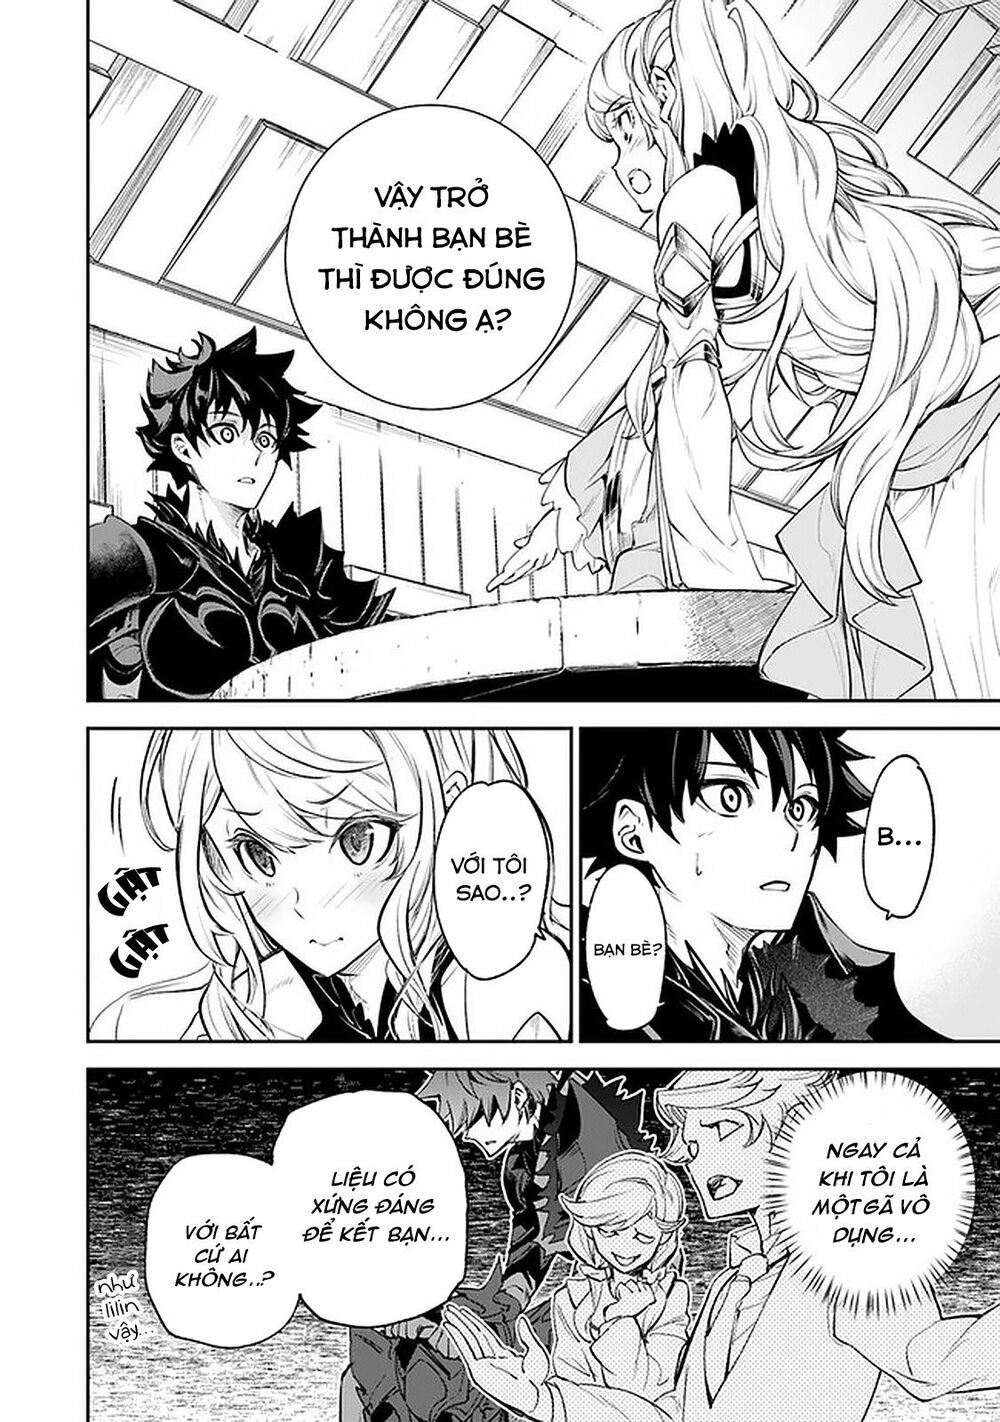 VẬY TRỞ
THÀNH BẠN BÈ
THÌ ĐƯỢC ĐÚNG
KHÔNG Ạ?
B...
BẠN BÈ?
VỚI TÔI
SAO..?
GẬT
GẬT
NGAY CẢ
KHI TÔI LÀ
MỘT GÃ VÔ
DỤNG...
LIỆU CÓ
XỨNG ĐÁNG
ĐỂ KẾT BẠN...
VỚI BẤT
CỨ AI
KHÔNG..?
như
lilin
vậy...